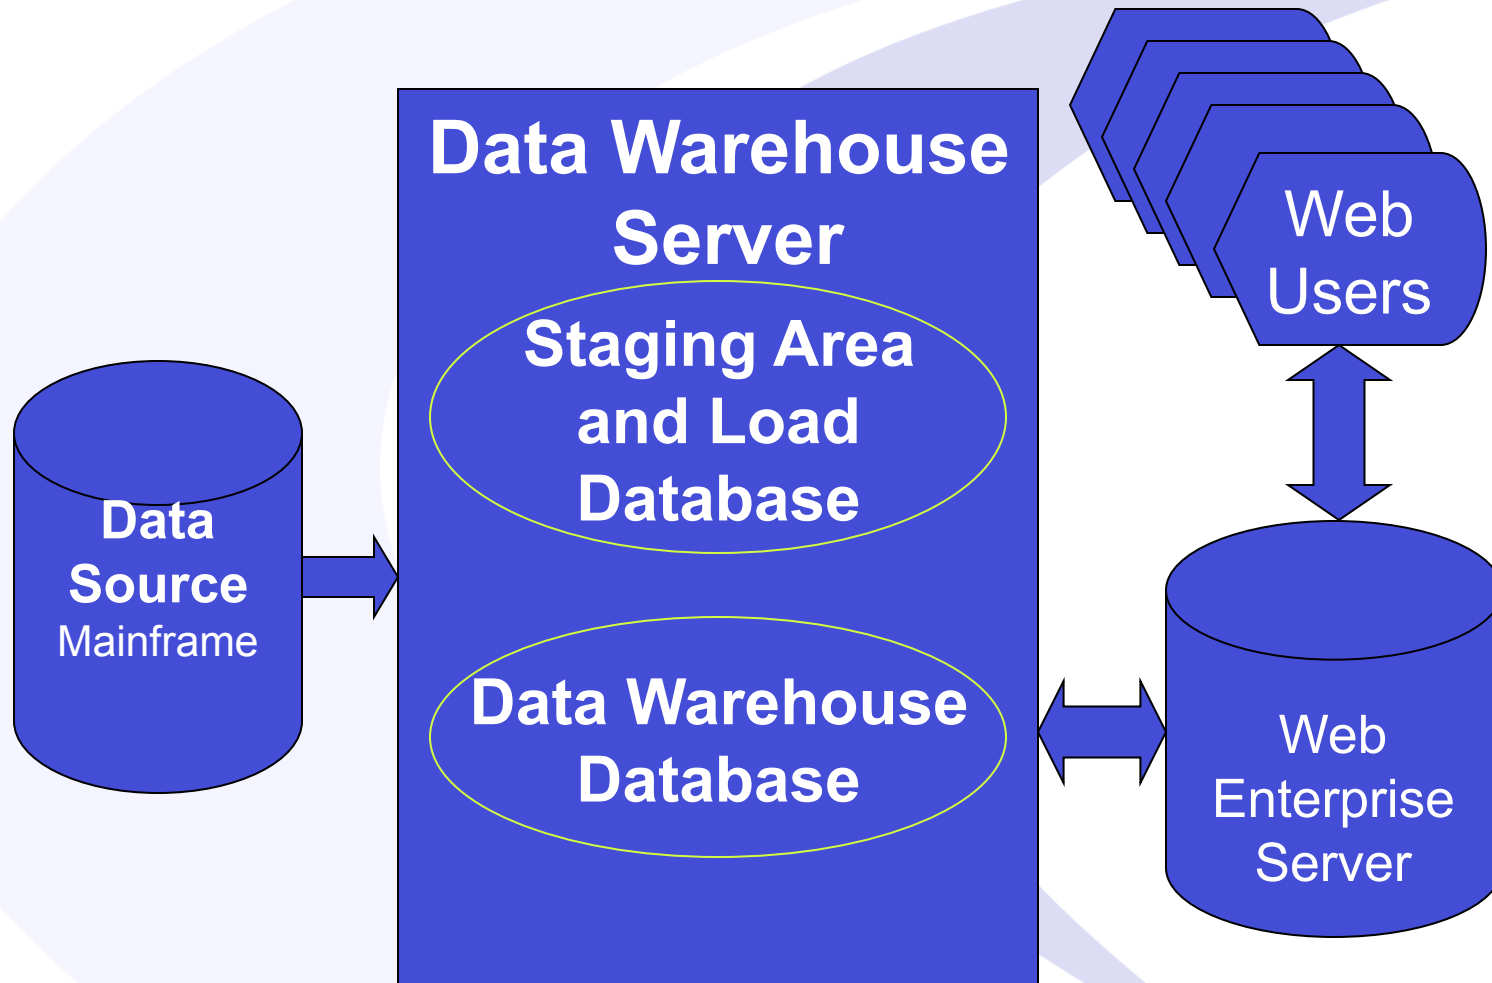 Data Warehouse
Server
Staging Area
and Load
Database
Data Warehouse
Database
Data
Source
Mainframe
Web
Users
Web
Enterprise
Server